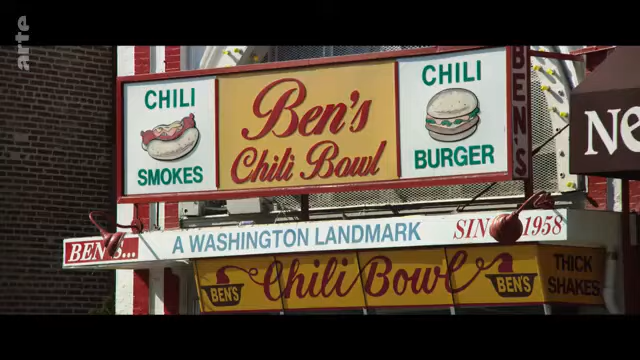 arte
CHILI
SMOKES
Ben's
Chili Bowl
CHILI
BURGER
BEN'S
Ne
BEN'S...
A WASHINGTON LANDMARK
SINCE 1958
BEN'S
Chili Bowl
BEN'S
THICK
SHAKES